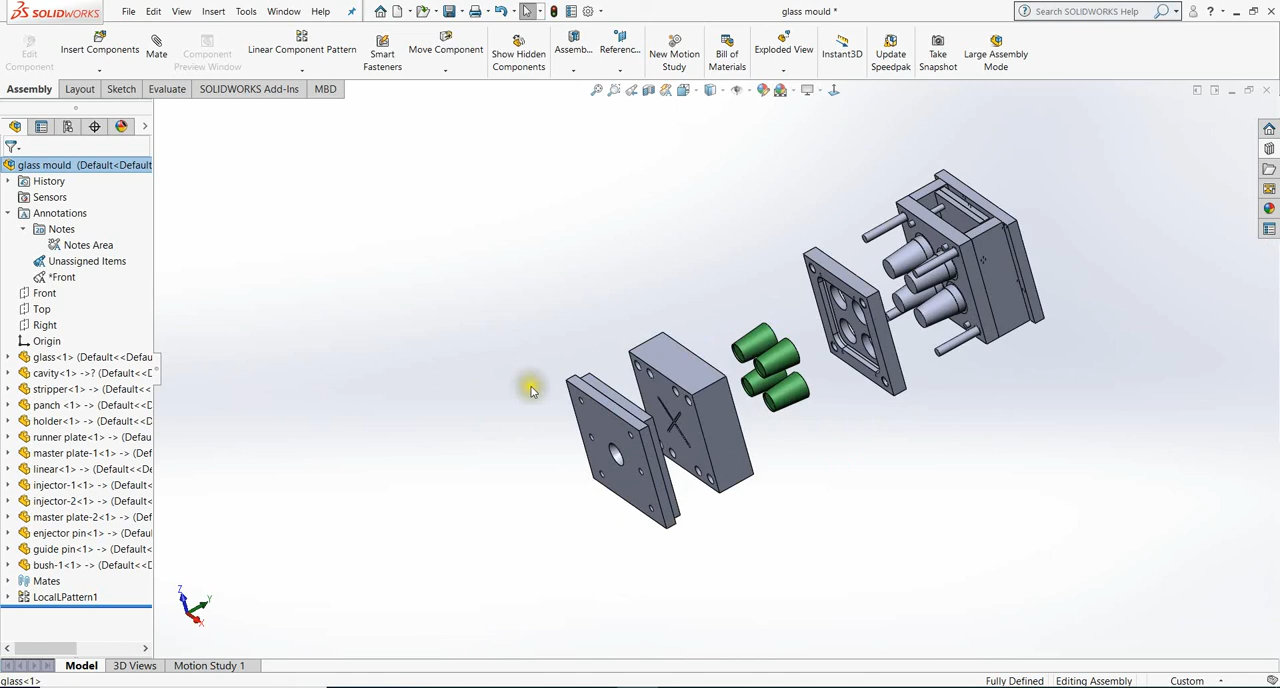 SOLIDWORKS File Edit View Insert Tools Window Help glass mould * Search SOLIDWORKS Help ?
Edit Component
Insert Components
Mate
Component Preview Window
Linear Component Pattern
Smart Fasteners
Move Component
Show Hidden Components
Assemb...
Referenc...
New Motion Study
Bill of Materials
Exploded View
Instant3D
Update Speedpak
Take Snapshot
Large Assembly Mode
Assembly Layout Sketch Evaluate SOLIDWORKS Add-Ins MBD
glass mould (Default<Default
History
Sensors
Annotations
Notes
Notes Area
Unassigned Items
*Front
Front
Top
Right
Origin
glass<1> (Default<<Defau
cavity<1> ->? (Default<<D
stripper<1> -> (Default<<
panch <1> -> (Default<<D
holder<1> -> (Default<<D
runner plate<1> -> (Defau
master plate-1<1> -> (Def
linear<1> -> (Default<<De
injector-1<1> -> (Default<
injector-2<1> -> (Default<
master plate-2<1> -> (Def
enjector pin<1> -> (Defau
guide pin<1> -> (Default<
bush-1<1> -> (Default<<D
Mates
LocalLPattern1
Z
Y
X
Model 3D Views Motion Study 1
glass<1> Fully Defined Editing Assembly Custom